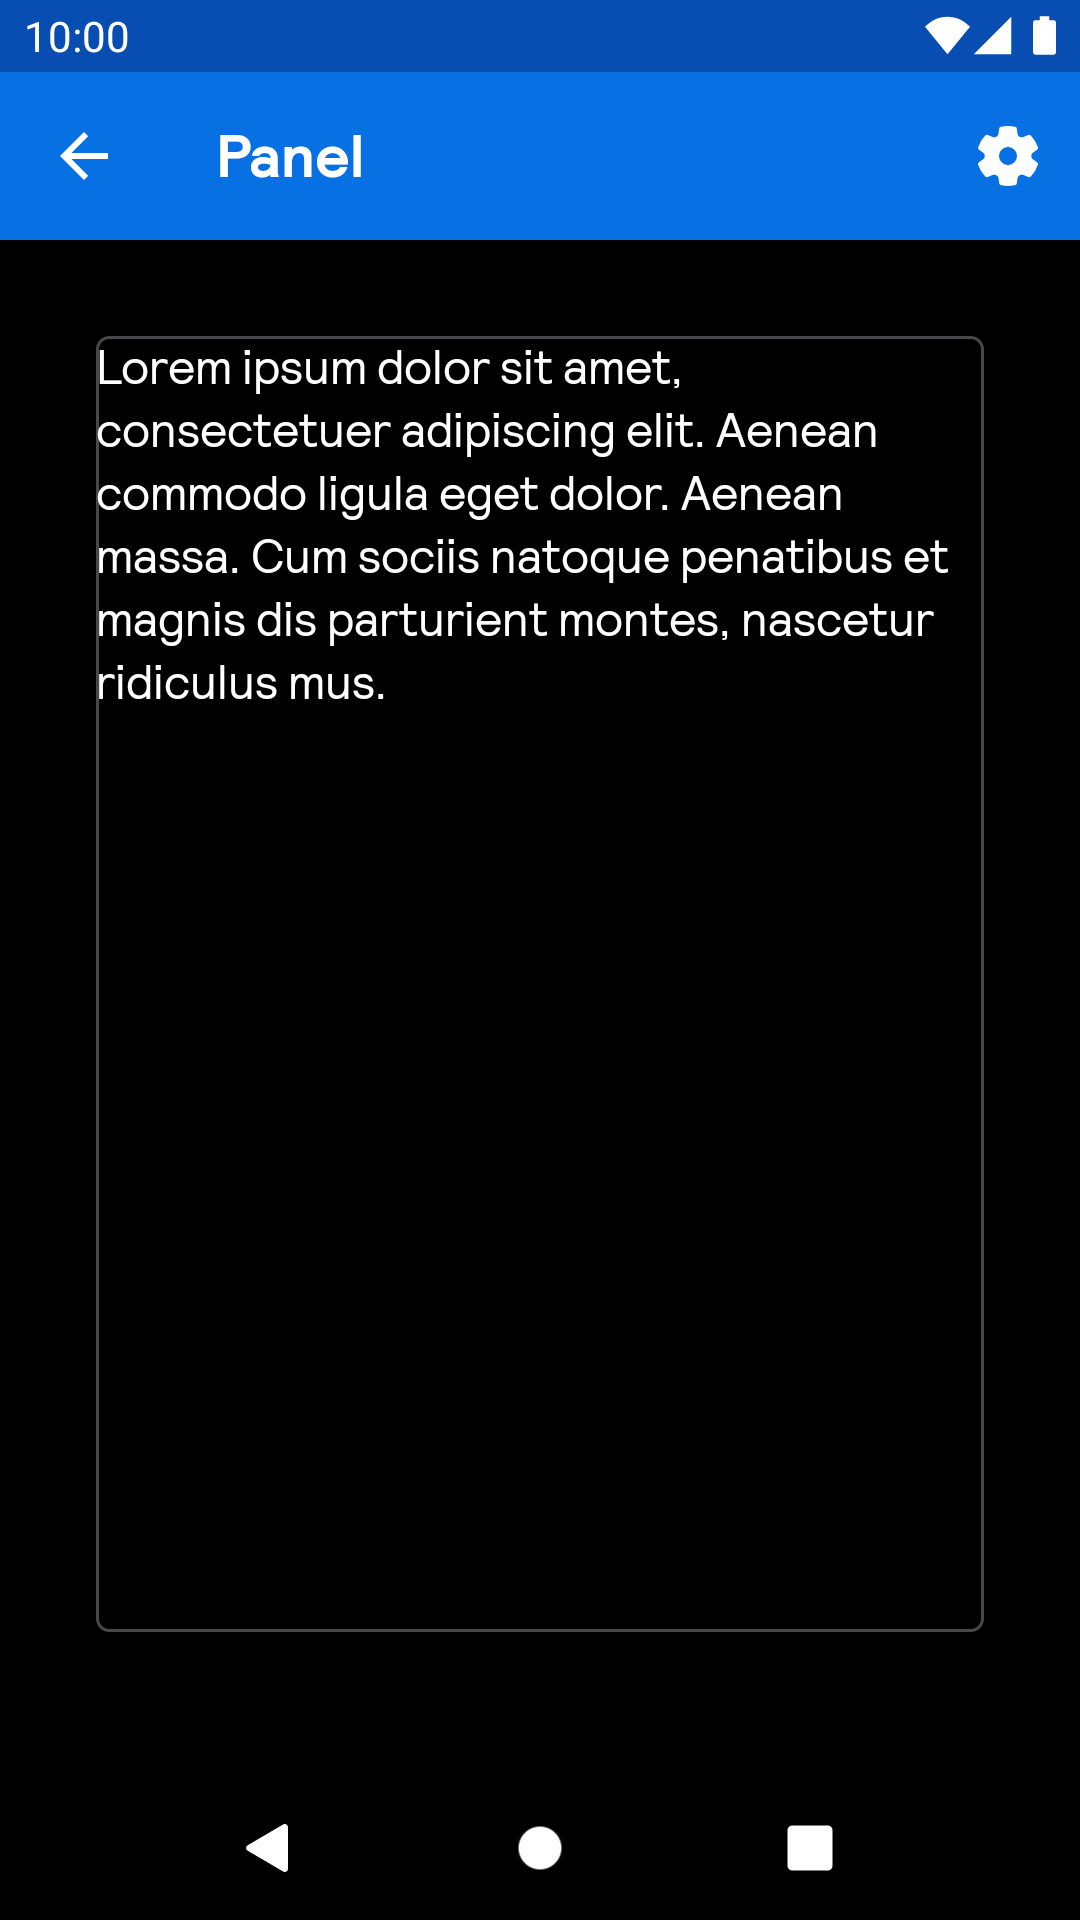 10:00
Panel
Lorem ipsum dolor sit amet,
consectetuer adipiscing elit. Aenean
commodo ligula eget dolor. Aenean
massa. Cum sociis natoque penatibus et
magnis dis parturient montes, nascetur
ridiculus mus.